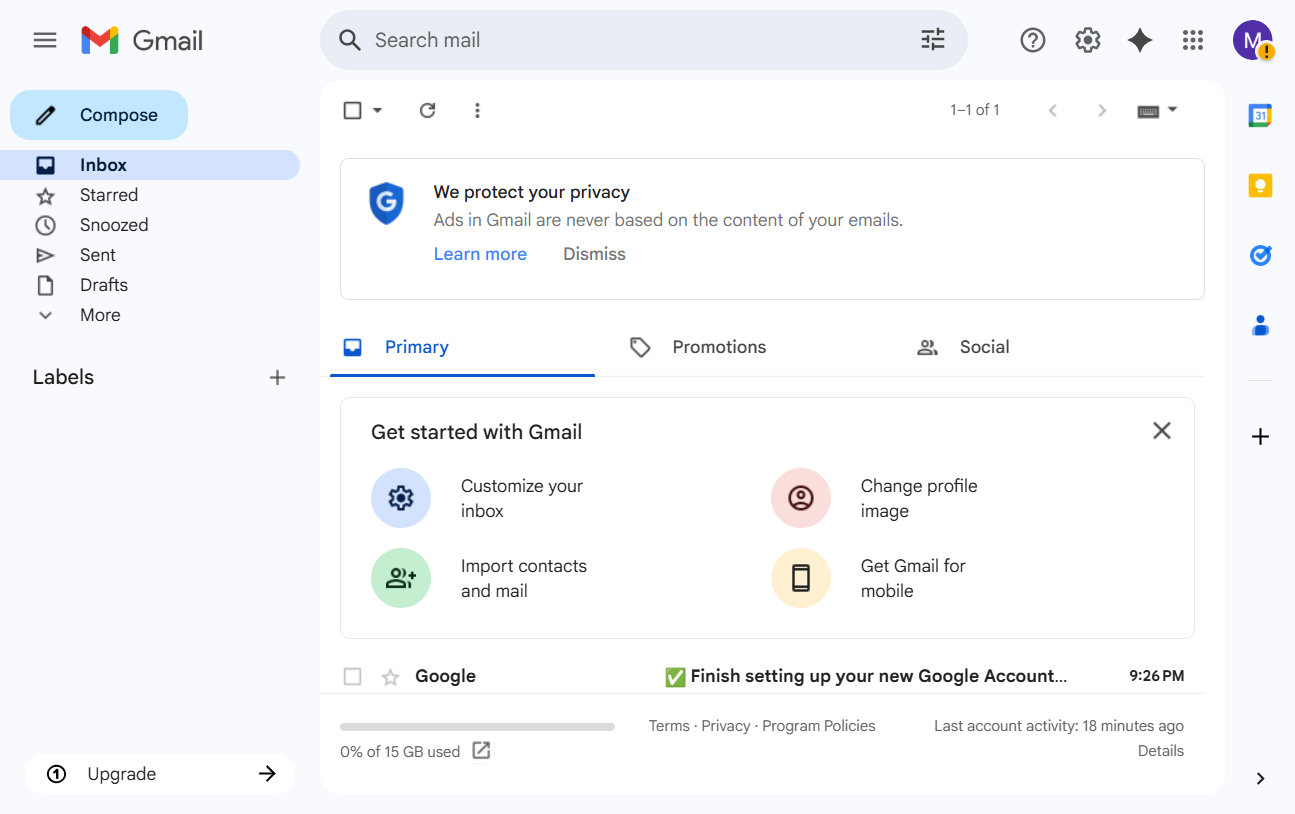 Gmail
Search mail
M
Compose
1–1 of 1
31
Inbox
Starred
Snoozed
Sent
Drafts
More
Labels
G
We protect your privacy
Ads in Gmail are never based on the content of your emails.
Learn more Dismiss
Primary Promotions Social
Get started with Gmail
Customize your
inbox
Change profile
image
Import contacts
and mail
Get Gmail for
mobile
Google ✅ Finish setting up your new Google Account... 9:26 PM
Terms · Privacy · Program Policies
Last account activity: 18 minutes ago
0% of 15 GB used
Details
1 Upgrade